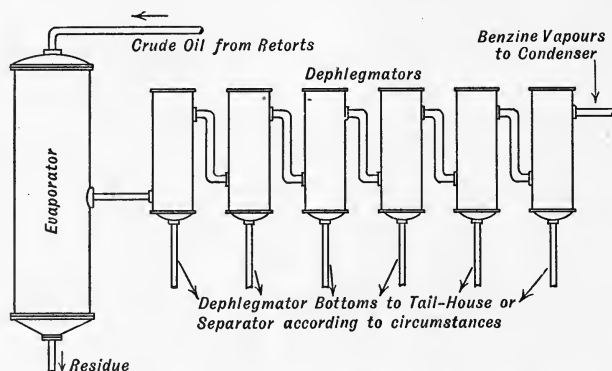 Crude Oil from Retorts
Benzine Vapours
to Condenser
Dephlegmators
Evaporator
Dephlegmator Bottoms to Tail-House or
Separator according to circumstances
Residue